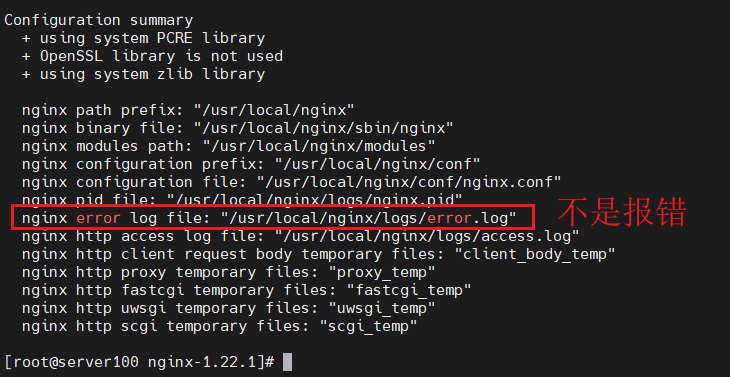 Configuration summary
+ using system PCRE library
+ OpenSSL library is not used
+ using system zlib library
nginx path prefix: "/usr/local/nginx"
nginx binary file: "/usr/local/nginx/sbin/nginx"
nginx modules path: "/usr/local/nginx/modules"
nginx configuration prefix: "/usr/local/nginx/conf"
nginx configuration file: "/usr/local/nginx/conf/nginx.conf"
nginx pid file: "/usr/local/nginx/logs/nginx.pid"
nginx error log file: "/usr/local/nginx/logs/error.log"
不是报错
nginx http access log file: "/usr/local/nginx/logs/access.log"
nginx http client request body temporary files: "client_body_temp"
nginx http proxy temporary files: "proxy_temp"
nginx http fastcgi temporary files: "fastcgi_temp"
nginx http uwsgi temporary files: "uwsgi_temp"
nginx http scgi temporary files: "scgi_temp"
[root@server100 nginx-1.22.1]#